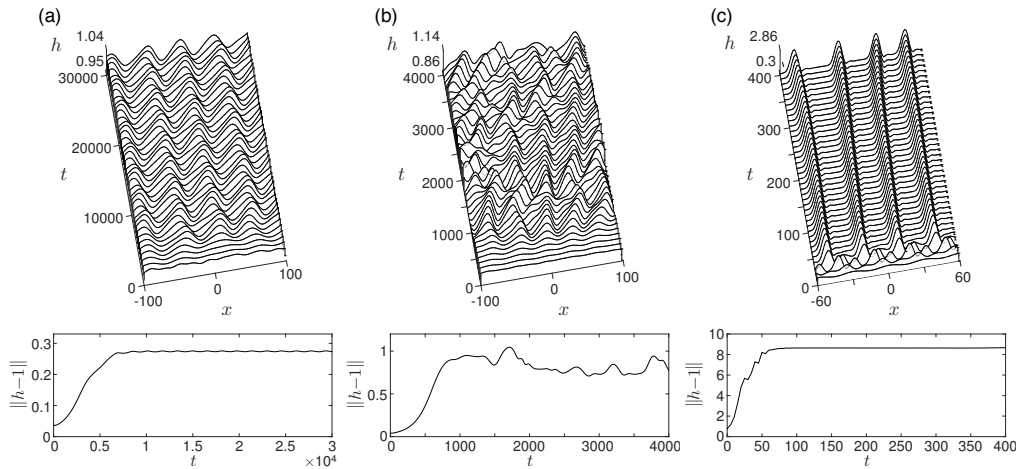 (a)
h
1.04
0.95
30000
20000
t
10000
0
-100
0
100
x
(b)
h
1.14
0.86
4000
3000
t
2000
1000
0
-100
0
100
x
(c)
h
2.86
0.3
400
300
t
200
100
0
-60
0
60
x
0.3
0.2
0.1
0
||h−1||
0 0.5 1 1.5 2 2.5 3
t
×10⁴
1
0.5
0
||h−1||
0 1000 2000 3000 4000
t
10
8
6
4
2
0
||h−1||
0 50 100 150 200 250 300 350 400
t